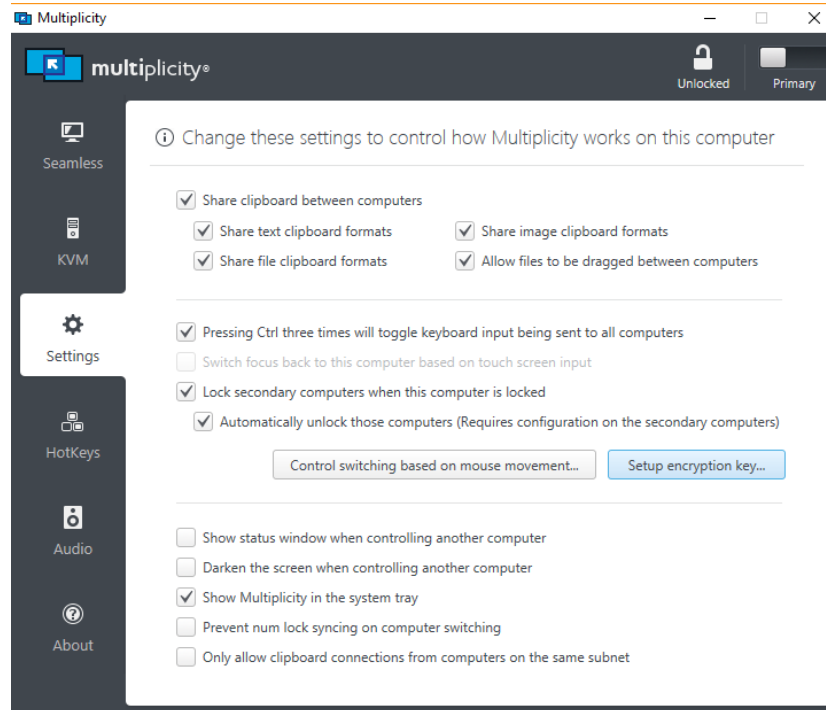 Multiplicity
multiplicity®
Unlocked
Primary
Seamless
KVM
Settings
HotKeys
Audio
About
Change these settings to control how Multiplicity works on this computer
Share clipboard between computers
Share text clipboard formats
Share image clipboard formats
Share file clipboard formats
Allow files to be dragged between computers
Pressing Ctrl three times will toggle keyboard input being sent to all computers
Switch focus back to this computer based on touch screen input
Lock secondary computers when this computer is locked
Automatically unlock those computers (Requires configuration on the secondary computers)
Control switching based on mouse movement...
Setup encryption key...
Show status window when controlling another computer
Darken the screen when controlling another computer
Show Multiplicity in the system tray
Prevent num lock syncing on computer switching
Only allow clipboard connections from computers on the same subnet